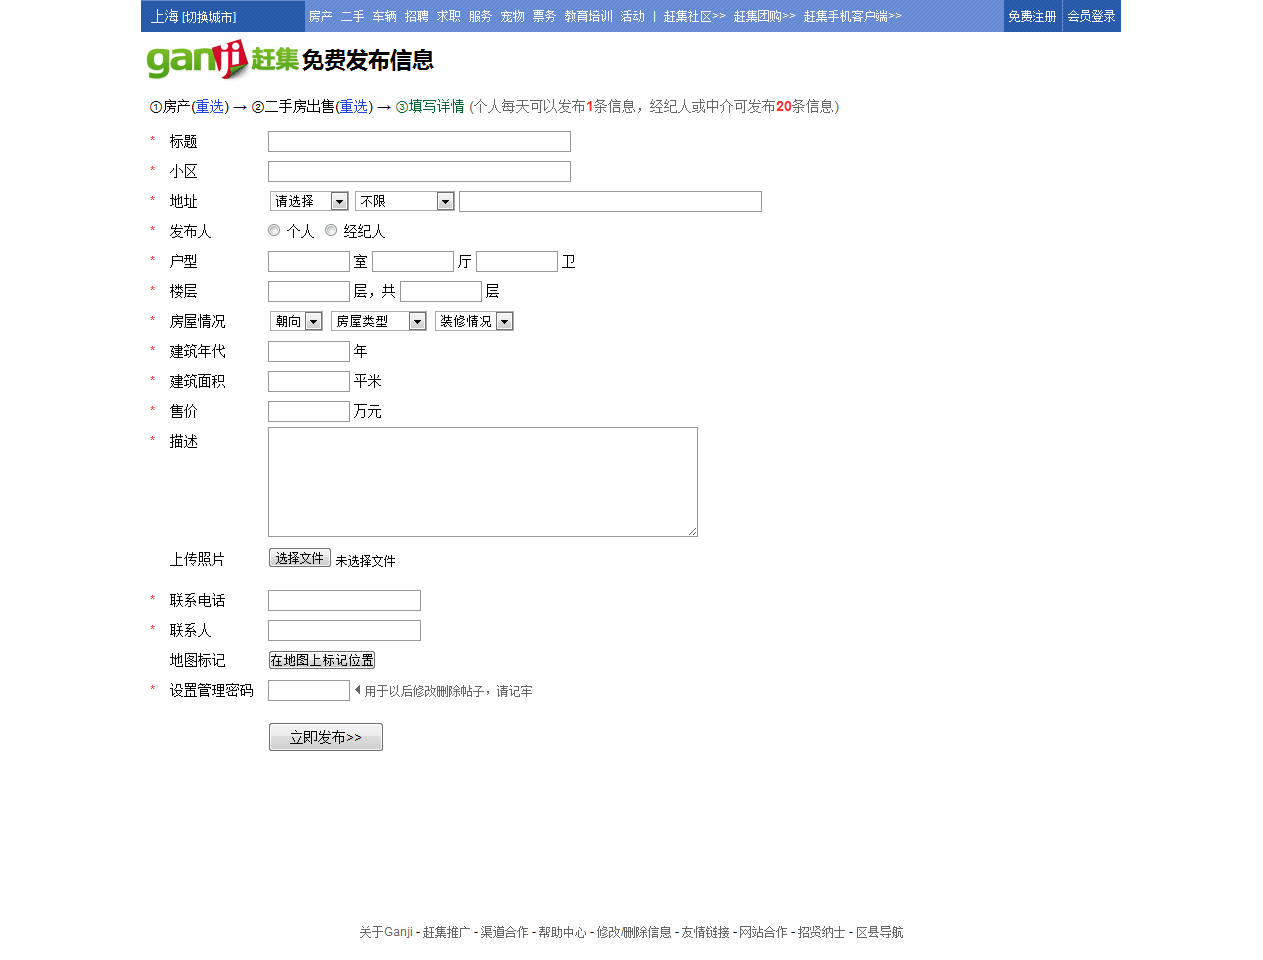 上海 [切换城市] 房产 二手 车辆 招聘 求职 服务 宠物 票务 教育培训 活动 | 赶集社区>> 赶集团购>> 赶集手机客户端>> 免费注册 会员登录
ganji 赶集 免费发布信息
①房产(重选) → ②二手房出售(重选) → ③填写详情 (个人每天可以发布1条信息，经纪人或中介可发布20条信息)
* 标题
* 小区
* 地址 请选择 不限
* 发布人 个人 经纪人
* 户型 室 厅 卫
* 楼层 层，共 层
* 房屋情况 朝向 房屋类型 装修情况
* 建筑年代 年
* 建筑面积 平米
* 售价 万元
* 描述
上传照片 选择文件 未选择文件
* 联系电话
* 联系人
地图标记 在地图上标记位置
* 设置管理密码 用于以后修改删除帖子，请记牢
立即发布>>
关于Ganji - 赶集推广 - 渠道合作 - 帮助中心 - 修改/删除信息 - 友情链接 - 网站合作 - 招贤纳士 - 区县导航